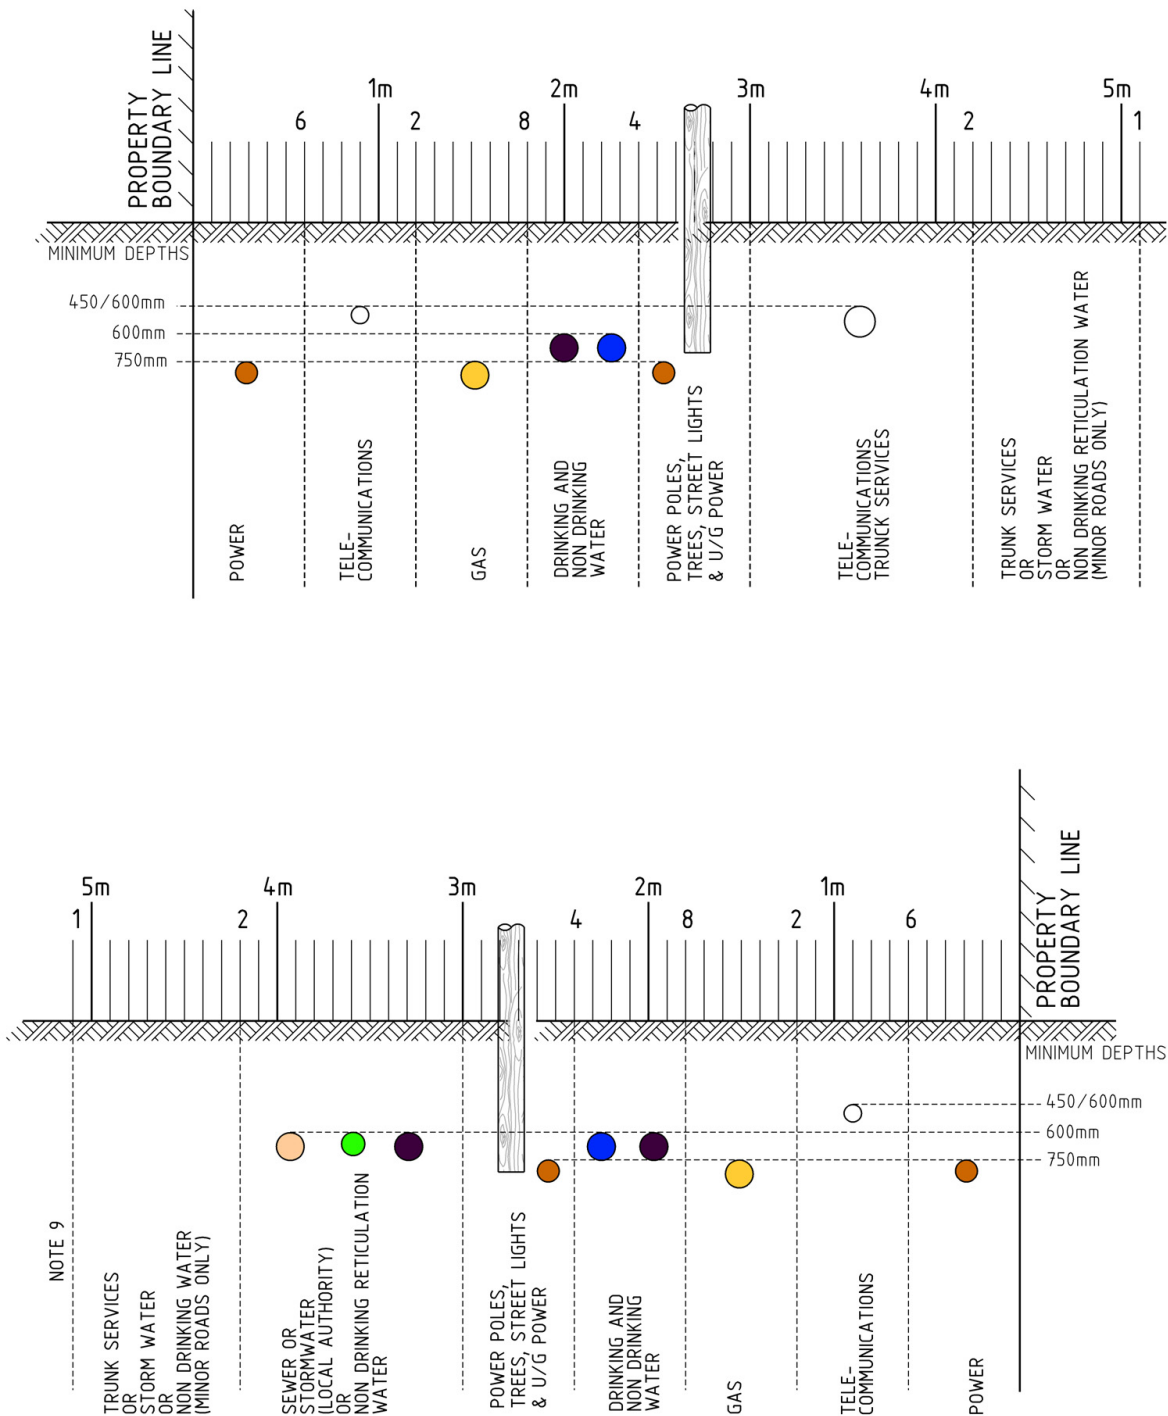 PROPERTY
BOUNDARY LINE
1m
2m
3m
4m
5m
6
2
8
4
2
1
MINIMUM DEPTHS
450/600mm
600mm
750mm
POWER
TELE-
COMMUNICATIONS
GAS
DRINKING AND
NON DRINKING
WATER
POWER POLES,
TREES, STREET LIGHTS
& U/G POWER
TELE-
COMMUNICATIONS
TRUNCK SERVICES
TRUNK SERVICES
OR
STORM WATER
OR
NON DRINKING RETICULATION WATER
(MINOR ROADS ONLY)
5m
4m
3m
2m
1m
1
2
4
8
2
6
PROPERTY
BOUNDARY LINE
MINIMUM DEPTHS
450/600mm
600mm
750mm
NOTE 9
TRUNK SERVICES
OR
STORM WATER
OR
NON DRINKING WATER
(MINOR ROADS ONLY)
SEWER OR
STORMWATER
(LOCAL AUTHORITY)
OR
NON DRINKING RETICULATION
WATER
POWER POLES,
TREES, STREET LIGHTS
& U/G POWER
DRINKING AND
NON DRINKING
WATER
GAS
TELE-
COMMUNICATIONS
POWER